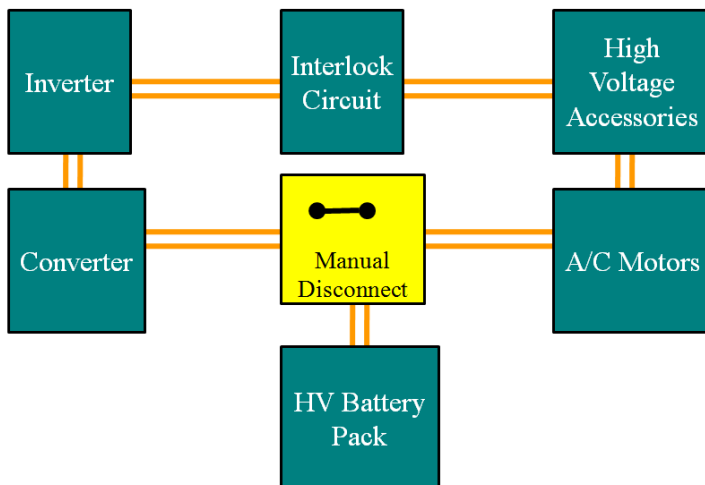 Inverter
Interlock
Circuit
High
Voltage
Accessories
Converter
Manual
Disconnect
A/C Motors
HV Battery
Pack